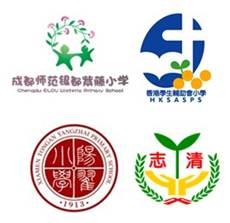 成都师范银都紫藤小学
Chengdu Wisteria Primary School
香港學生輔助會小學
HKSASPS
XIAMEN TONGAN YANGZHAI PRIMARY SCHOOL
陽翟
小學
·1913·
志 清